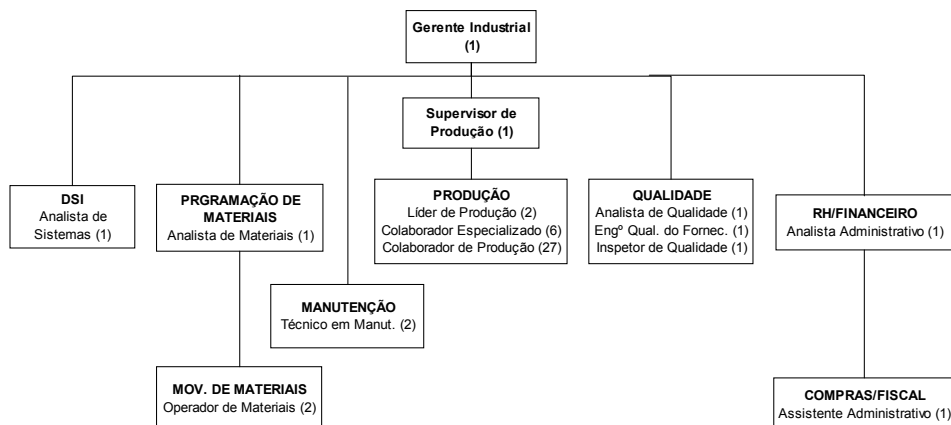 Gerente Industrial
(1)
Supervisor de
Produção (1)
DSI
Analista de
Sistemas (1)
PRGRAMAÇÃO DE
MATERIAIS
Analista de Materiais (1)
PRODUÇÃO
Líder de Produção (2)
Colaborador Especializado (6)
Colaborador de Produção (27)
QUALIDADE
Analista de Qualidade (1)
Engº Qual. do Fornec. (1)
Inspetor de Qualidade (1)
RH/FINANCEIRO
Analista Administrativo (1)
MANUTENÇÃO
Técnico em Manut. (2)
MOV. DE MATERIAIS
Operador de Materiais (2)
COMPRAS/FISCAL
Assistente Administrativo (1)